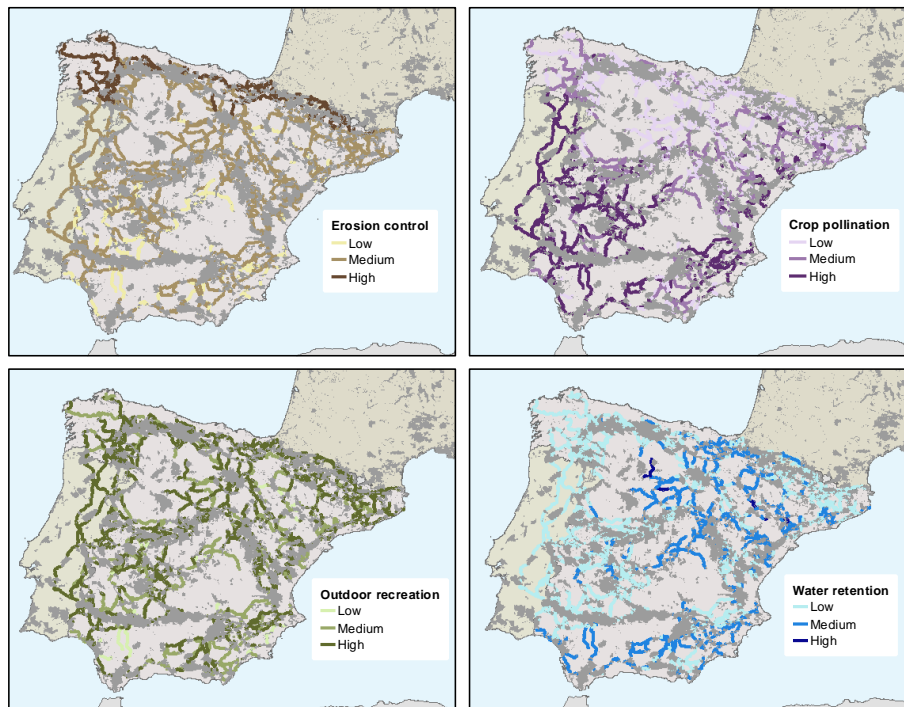 Erosion control
Low
Medium
High
Crop pollination
Low
Medium
High
Outdoor recreation
Low
Medium
High
Water retention
Low
Medium
High